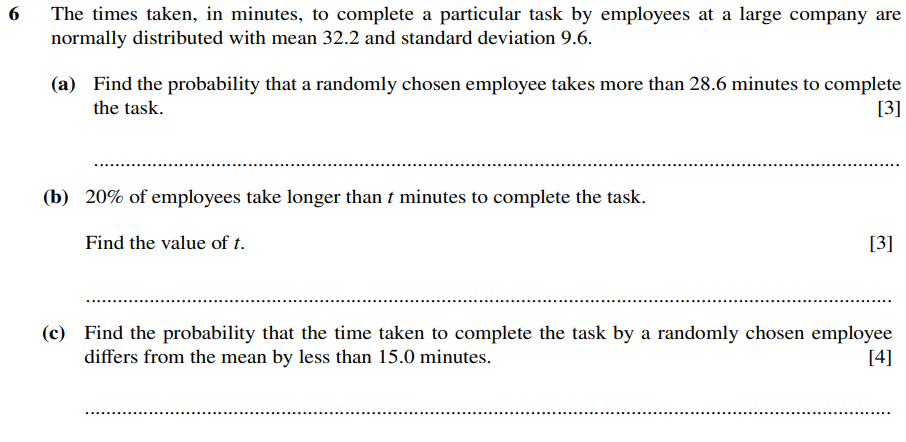 6 The times taken, in minutes, to complete a particular task by employees at a large company are
normally distributed with mean 32.2 and standard deviation 9.6.
(a) Find the probability that a randomly chosen employee takes more than 28.6 minutes to complete
the task. [3]
(b) 20% of employees take longer than t minutes to complete the task.
Find the value of t. [3]
(c) Find the probability that the time taken to complete the task by a randomly chosen employee
differs from the mean by less than 15.0 minutes. [4]